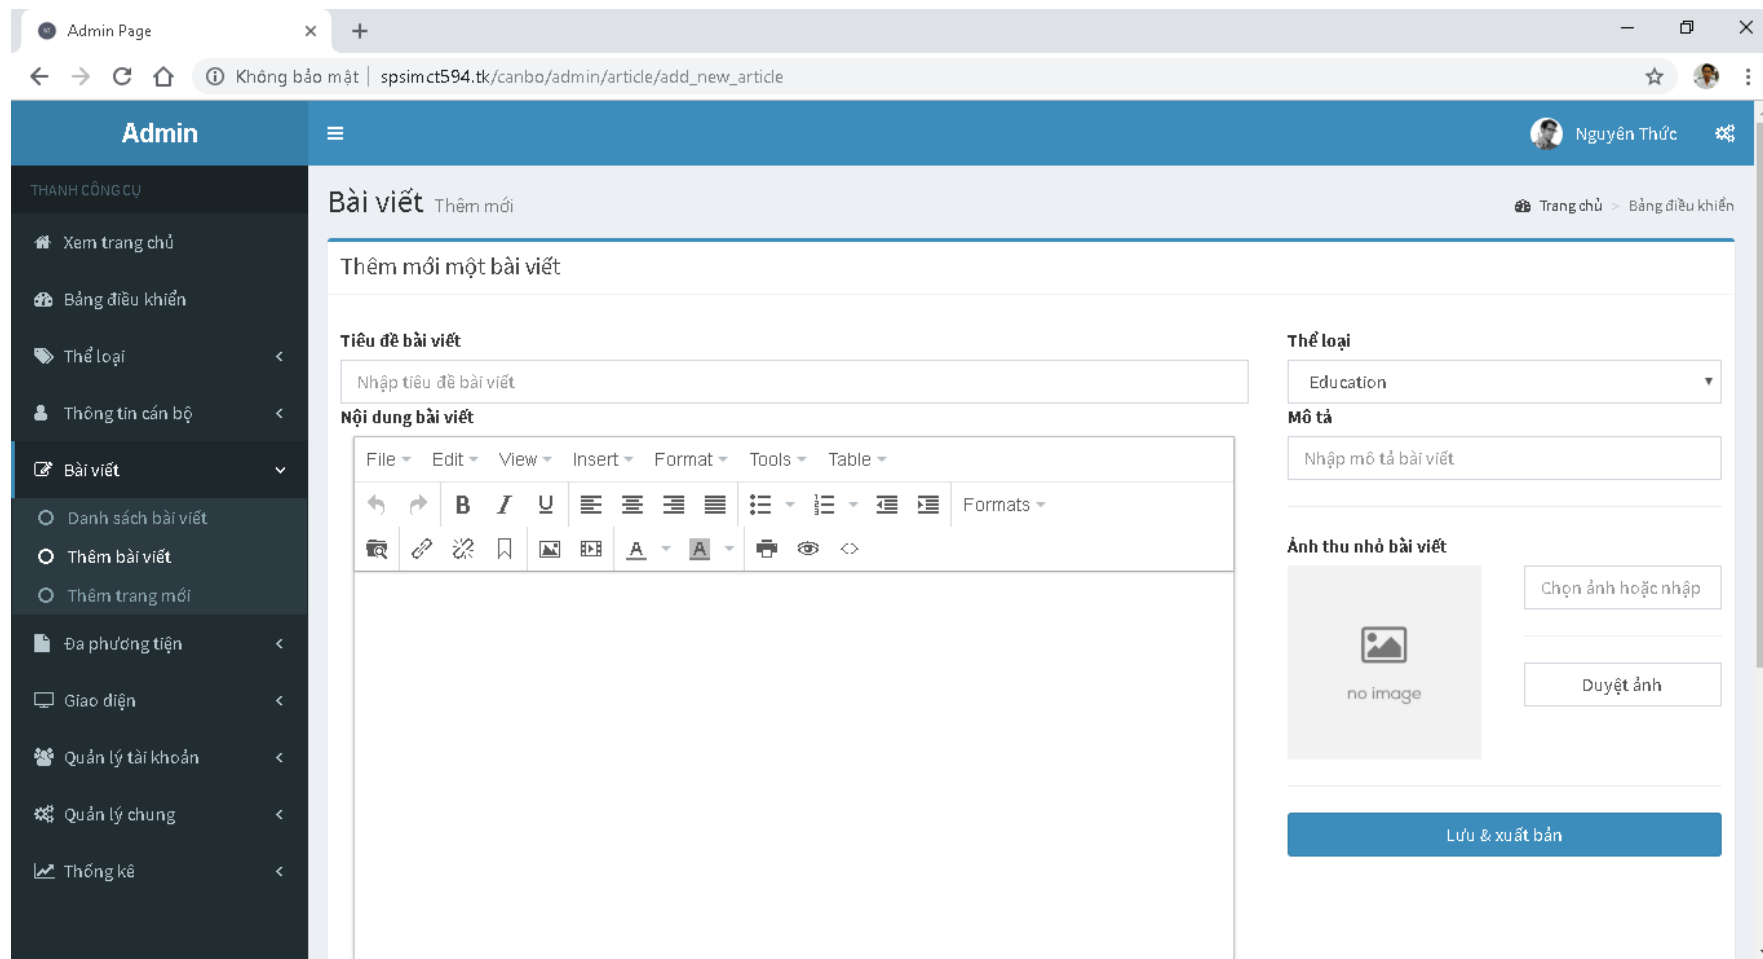 Admin Page
Không bảo mật | spsimct594.tk/canbo/admin/article/add_new_article
Admin
Nguyên Thức
THANH CÔNG CỤ
Bài viết Thêm mới
Trang chủ > Bảng điều khiển
Xem trang chủ
Bảng điều khiển
Thể loại
Thông tin cán bộ
Bài viết
Danh sách bài viết
Thêm bài viết
Thêm trang mới
Đa phương tiện
Giao diện
Quản lý tài khoản
Quản lý chung
Thống kê
Thêm mới một bài viết
Tiêu đề bài viết
Nhập tiêu đề bài viết
Nội dung bài viết
File Edit View Insert Format Tools Table
Formats
Thể loại
Education
Mô tả
Nhập mô tả bài viết
Ảnh thu nhỏ bài viết
no image
Chọn ảnh hoặc nhập
Duyệt ảnh
Lưu & xuất bản